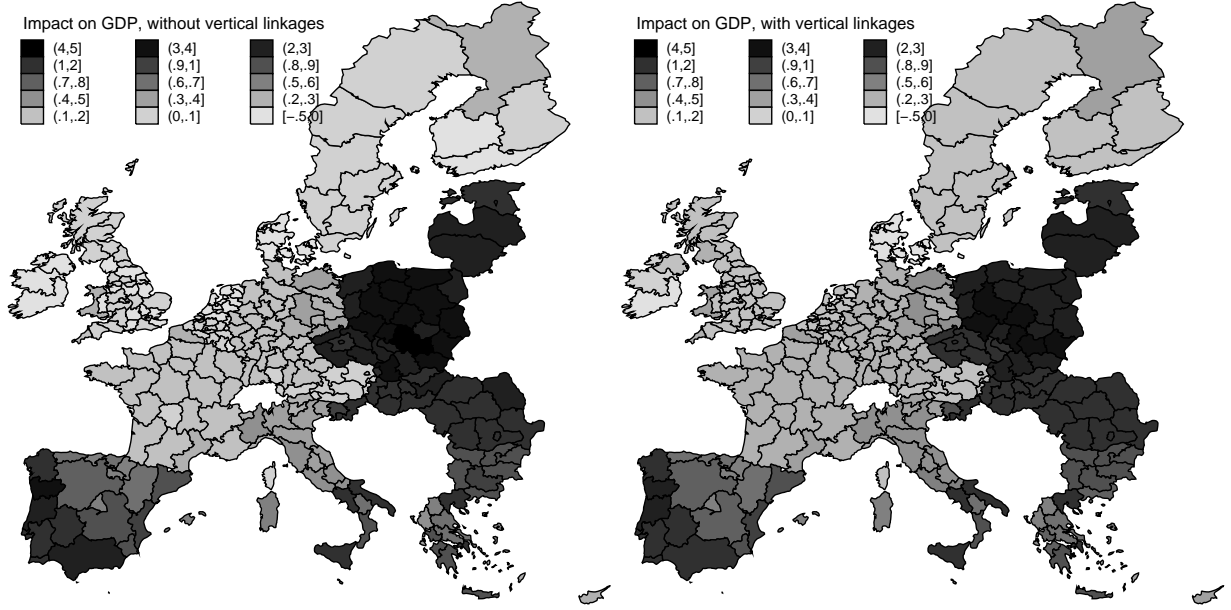 Impact on GDP, without vertical linkages
(4,5] (3,4] (2,3]
(1,2] (.9,1] (.8,.9]
(.7,.8] (.6,.7] (.5,.6]
(.4,.5] (.3,.4] (.2,.3]
(.1,.2] (0,.1] [−.5,0]
Impact on GDP, with vertical linkages
(4,5] (3,4] (2,3]
(1,2] (.9,1] (.8,.9]
(.7,.8] (.6,.7] (.5,.6]
(.4,.5] (.3,.4] (.2,.3]
(.1,.2] (0,.1] [−.5,0]